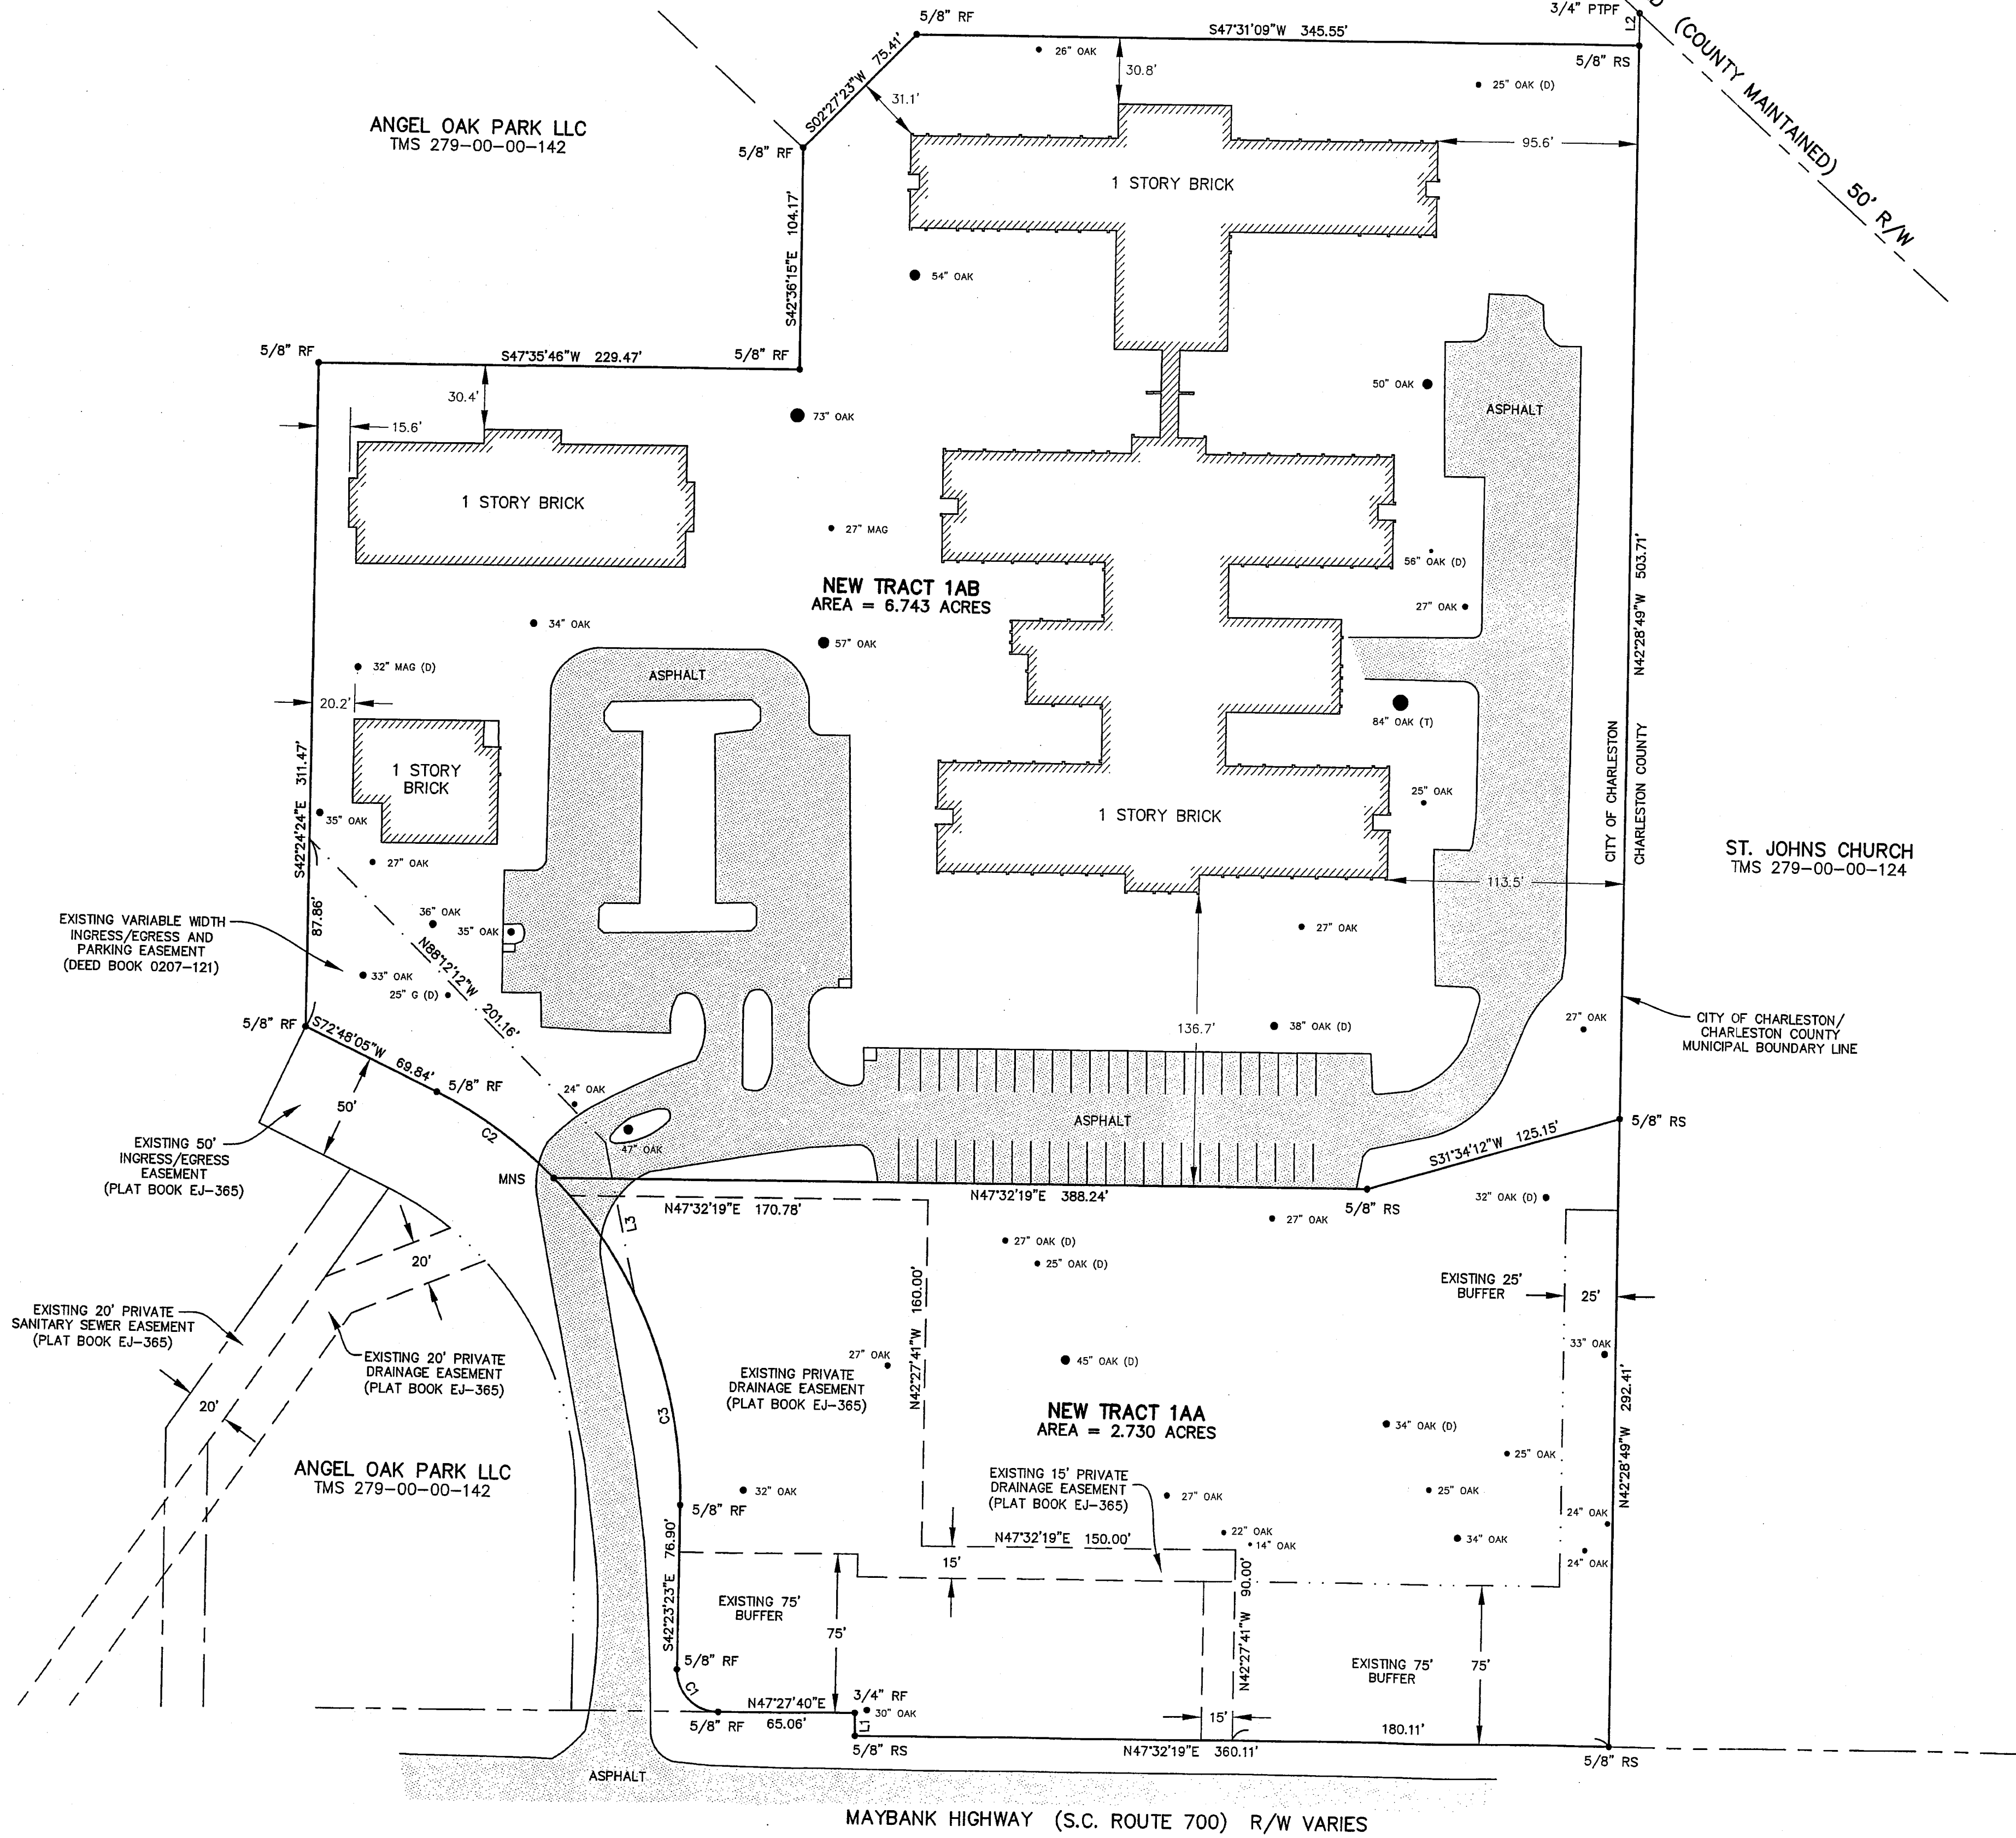 3/4" PTPF
L2
(COUNTY MAINTAINED) 50' R/W
5/8" RF
S47°31'09"W 345.55'
5/8" RS
S02°27'23"W 75.41'
26" OAK
30.8'
25" OAK (D)
31.1'
95.6'
ANGEL OAK PARK LLC
TMS 279-00-00-142
5/8" RF
1 STORY BRICK
S42°36'15"E 104.17'
54" OAK
5/8" RF
S47°35'46"W 229.47'
5/8" RF
30.4'
15.6'
73" OAK
50" OAK
ASPHALT
1 STORY BRICK
27" MAG
56" OAK (D)
N42°28'49"W 503.71'
NEW TRACT 1AB
AREA = 6.743 ACRES
27" OAK
34" OAK
57" OAK
32" MAG (D)
ASPHALT
20.2'
84" OAK (T)
S42°24'24"E 311.47'
1 STORY
BRICK
25" OAK
1 STORY BRICK
CITY OF CHARLESTON
CHARLESTON COUNTY
35" OAK
27" OAK
ST. JOHNS CHURCH
TMS 279-00-00-124
113.5'
87.86'
36" OAK
35" OAK
27" OAK
EXISTING VARIABLE WIDTH
INGRESS/EGRESS AND
PARKING EASEMENT
(DEED BOOK 0207-121)
N88°12'12"W 201.16'
33" OAK
25" G (D)
5/8" RF
S72°48'05"W 69.84'
136.7'
38" OAK (D)
27" OAK
CITY OF CHARLESTON/
CHARLESTON COUNTY
MUNICIPAL BOUNDARY LINE
5/8" RF
50'
24" OAK
C2
47" OAK
ASPHALT
5/8" RS
S31°34'12"W 125.15'
EXISTING 50'
INGRESS/EGRESS
EASEMENT
(PLAT BOOK EJ-365)
MNS
N47°32'19"E 388.24'
5/8" RS
32" OAK (D)
N47°32'19"E 170.78'
L3
27" OAK
27" OAK (D)
25" OAK (D)
20'
EXISTING 25'
BUFFER
25'
EXISTING 20' PRIVATE
SANITARY SEWER EASEMENT
(PLAT BOOK EJ-365)
EXISTING 20' PRIVATE
DRAINAGE EASEMENT
(PLAT BOOK EJ-365)
N42°27'41"W 160.00'
33" OAK
27" OAK
45" OAK (D)
EXISTING PRIVATE
DRAINAGE EASEMENT
(PLAT BOOK EJ-365)
20'
C3
NEW TRACT 1AA
AREA = 2.730 ACRES
34" OAK (D)
25" OAK
N42°28'49"W 292.41'
ANGEL OAK PARK LLC
TMS 279-00-00-142
EXISTING 15' PRIVATE
DRAINAGE EASEMENT
(PLAT BOOK EJ-365)
32" OAK
27" OAK
25" OAK
5/8" RF
24" OAK
22" OAK
14" OAK
34" OAK
N47°32'19"E 150.00'
15'
24" OAK
S42°23'23"E 76.90'
EXISTING 75'
BUFFER
75'
N42°27'41"W 90.00'
EXISTING 75'
BUFFER
75'
5/8" RF
C1
N47°27'40"E
65.06'
5/8" RF
3/4" RF
30" OAK
L1
15'
180.11'
5/8" RS
N47°32'19"E 360.11'
5/8" RS
ASPHALT
MAYBANK HIGHWAY (S.C. ROUTE 700) R/W VARIES